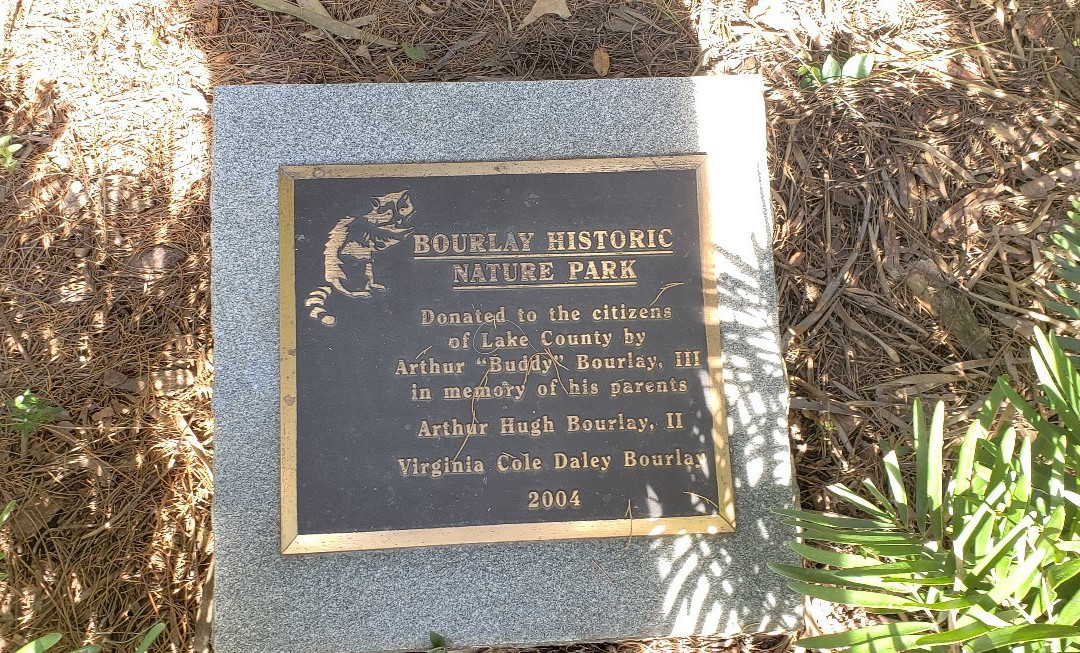 BOURLAY HISTORIC
NATURE PARK
Donated to the citizens
of Lake County by
Arthur "Buddy" Bourlay, III
in memory of his parents
Arthur Hugh Bourlay, II
Virginia Cole Daley Bourlay
2004